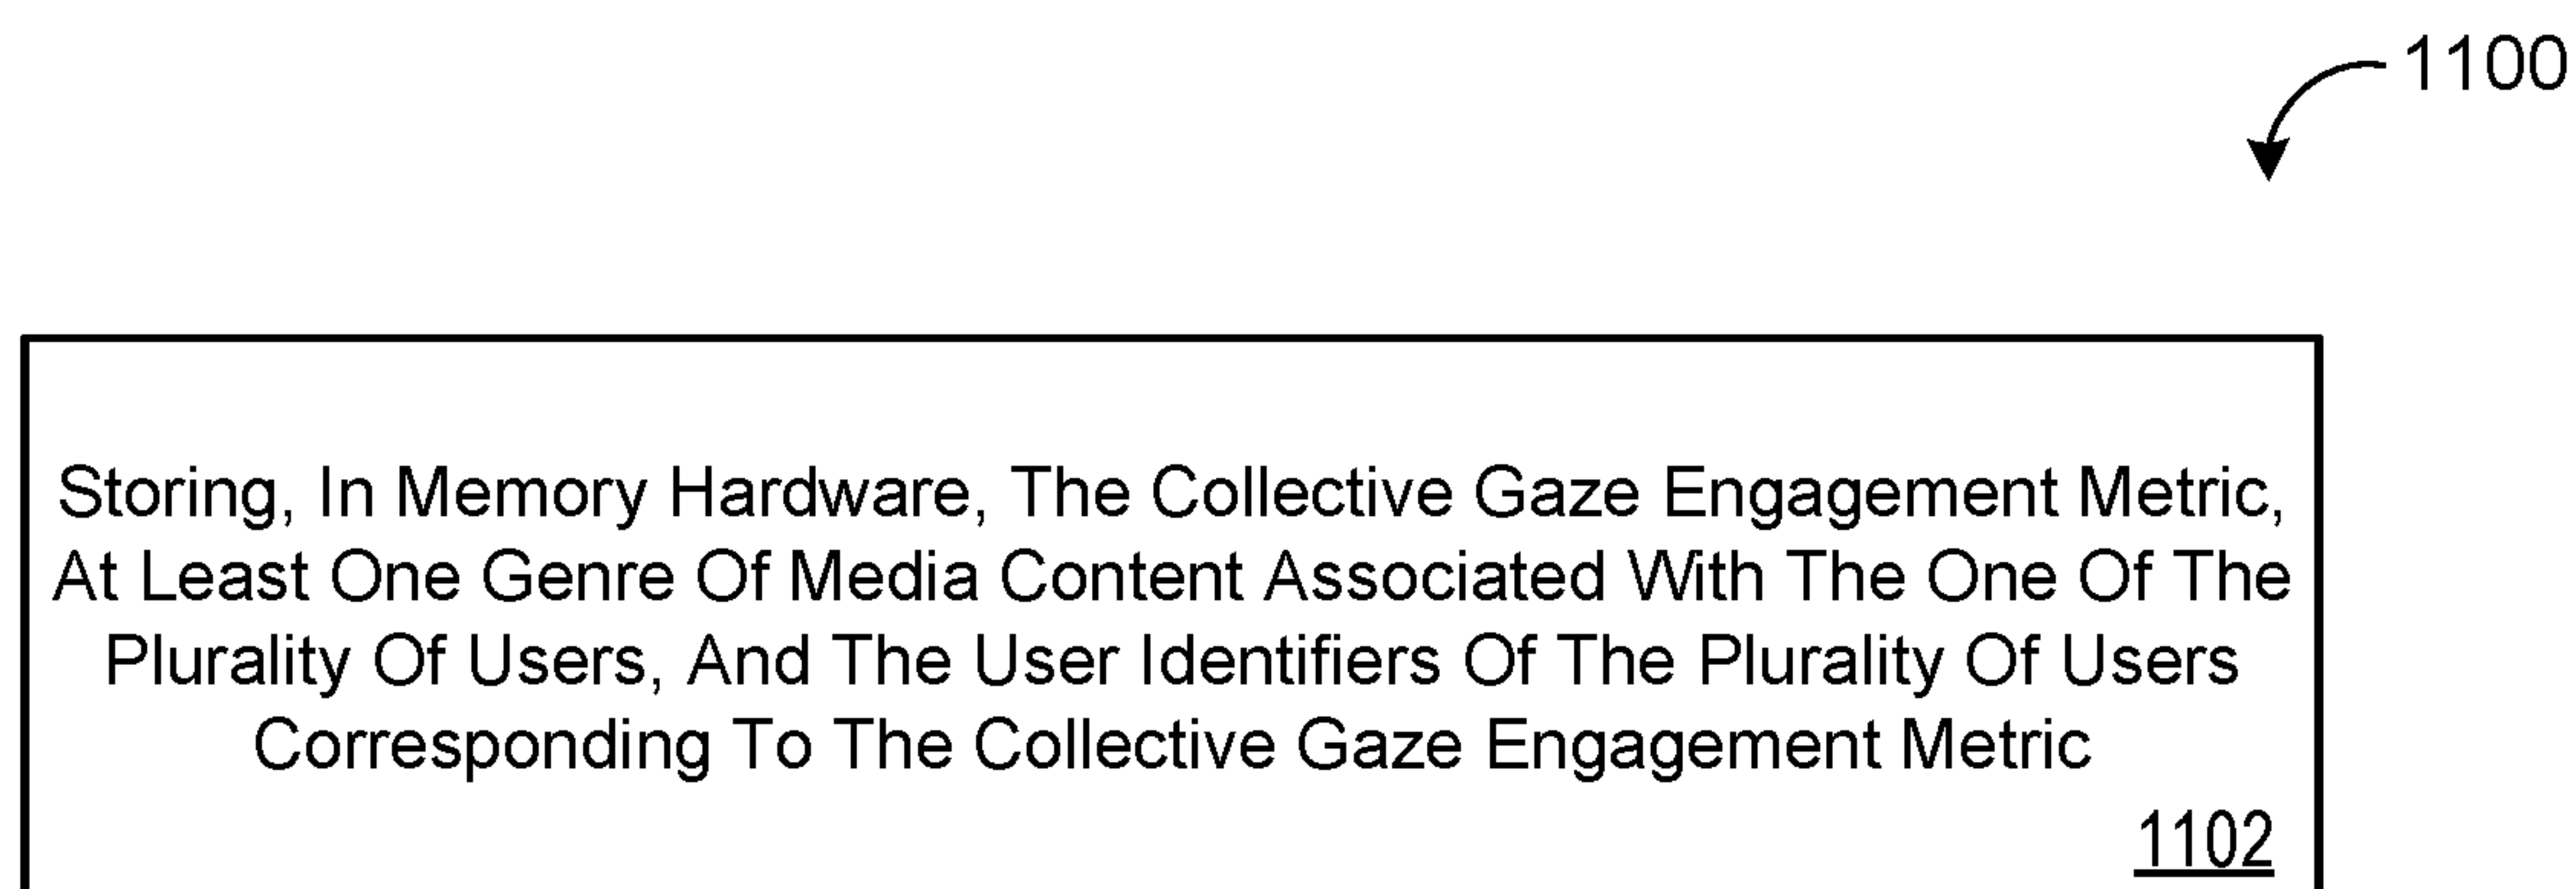 1100
Storing, In Memory Hardware, The Collective Gaze Engagement Metric,
At Least One Genre Of Media Content Associated With The One Of The
Plurality Of Users, And The User Identifiers Of The Plurality Of Users
Corresponding To The Collective Gaze Engagement Metric
1102